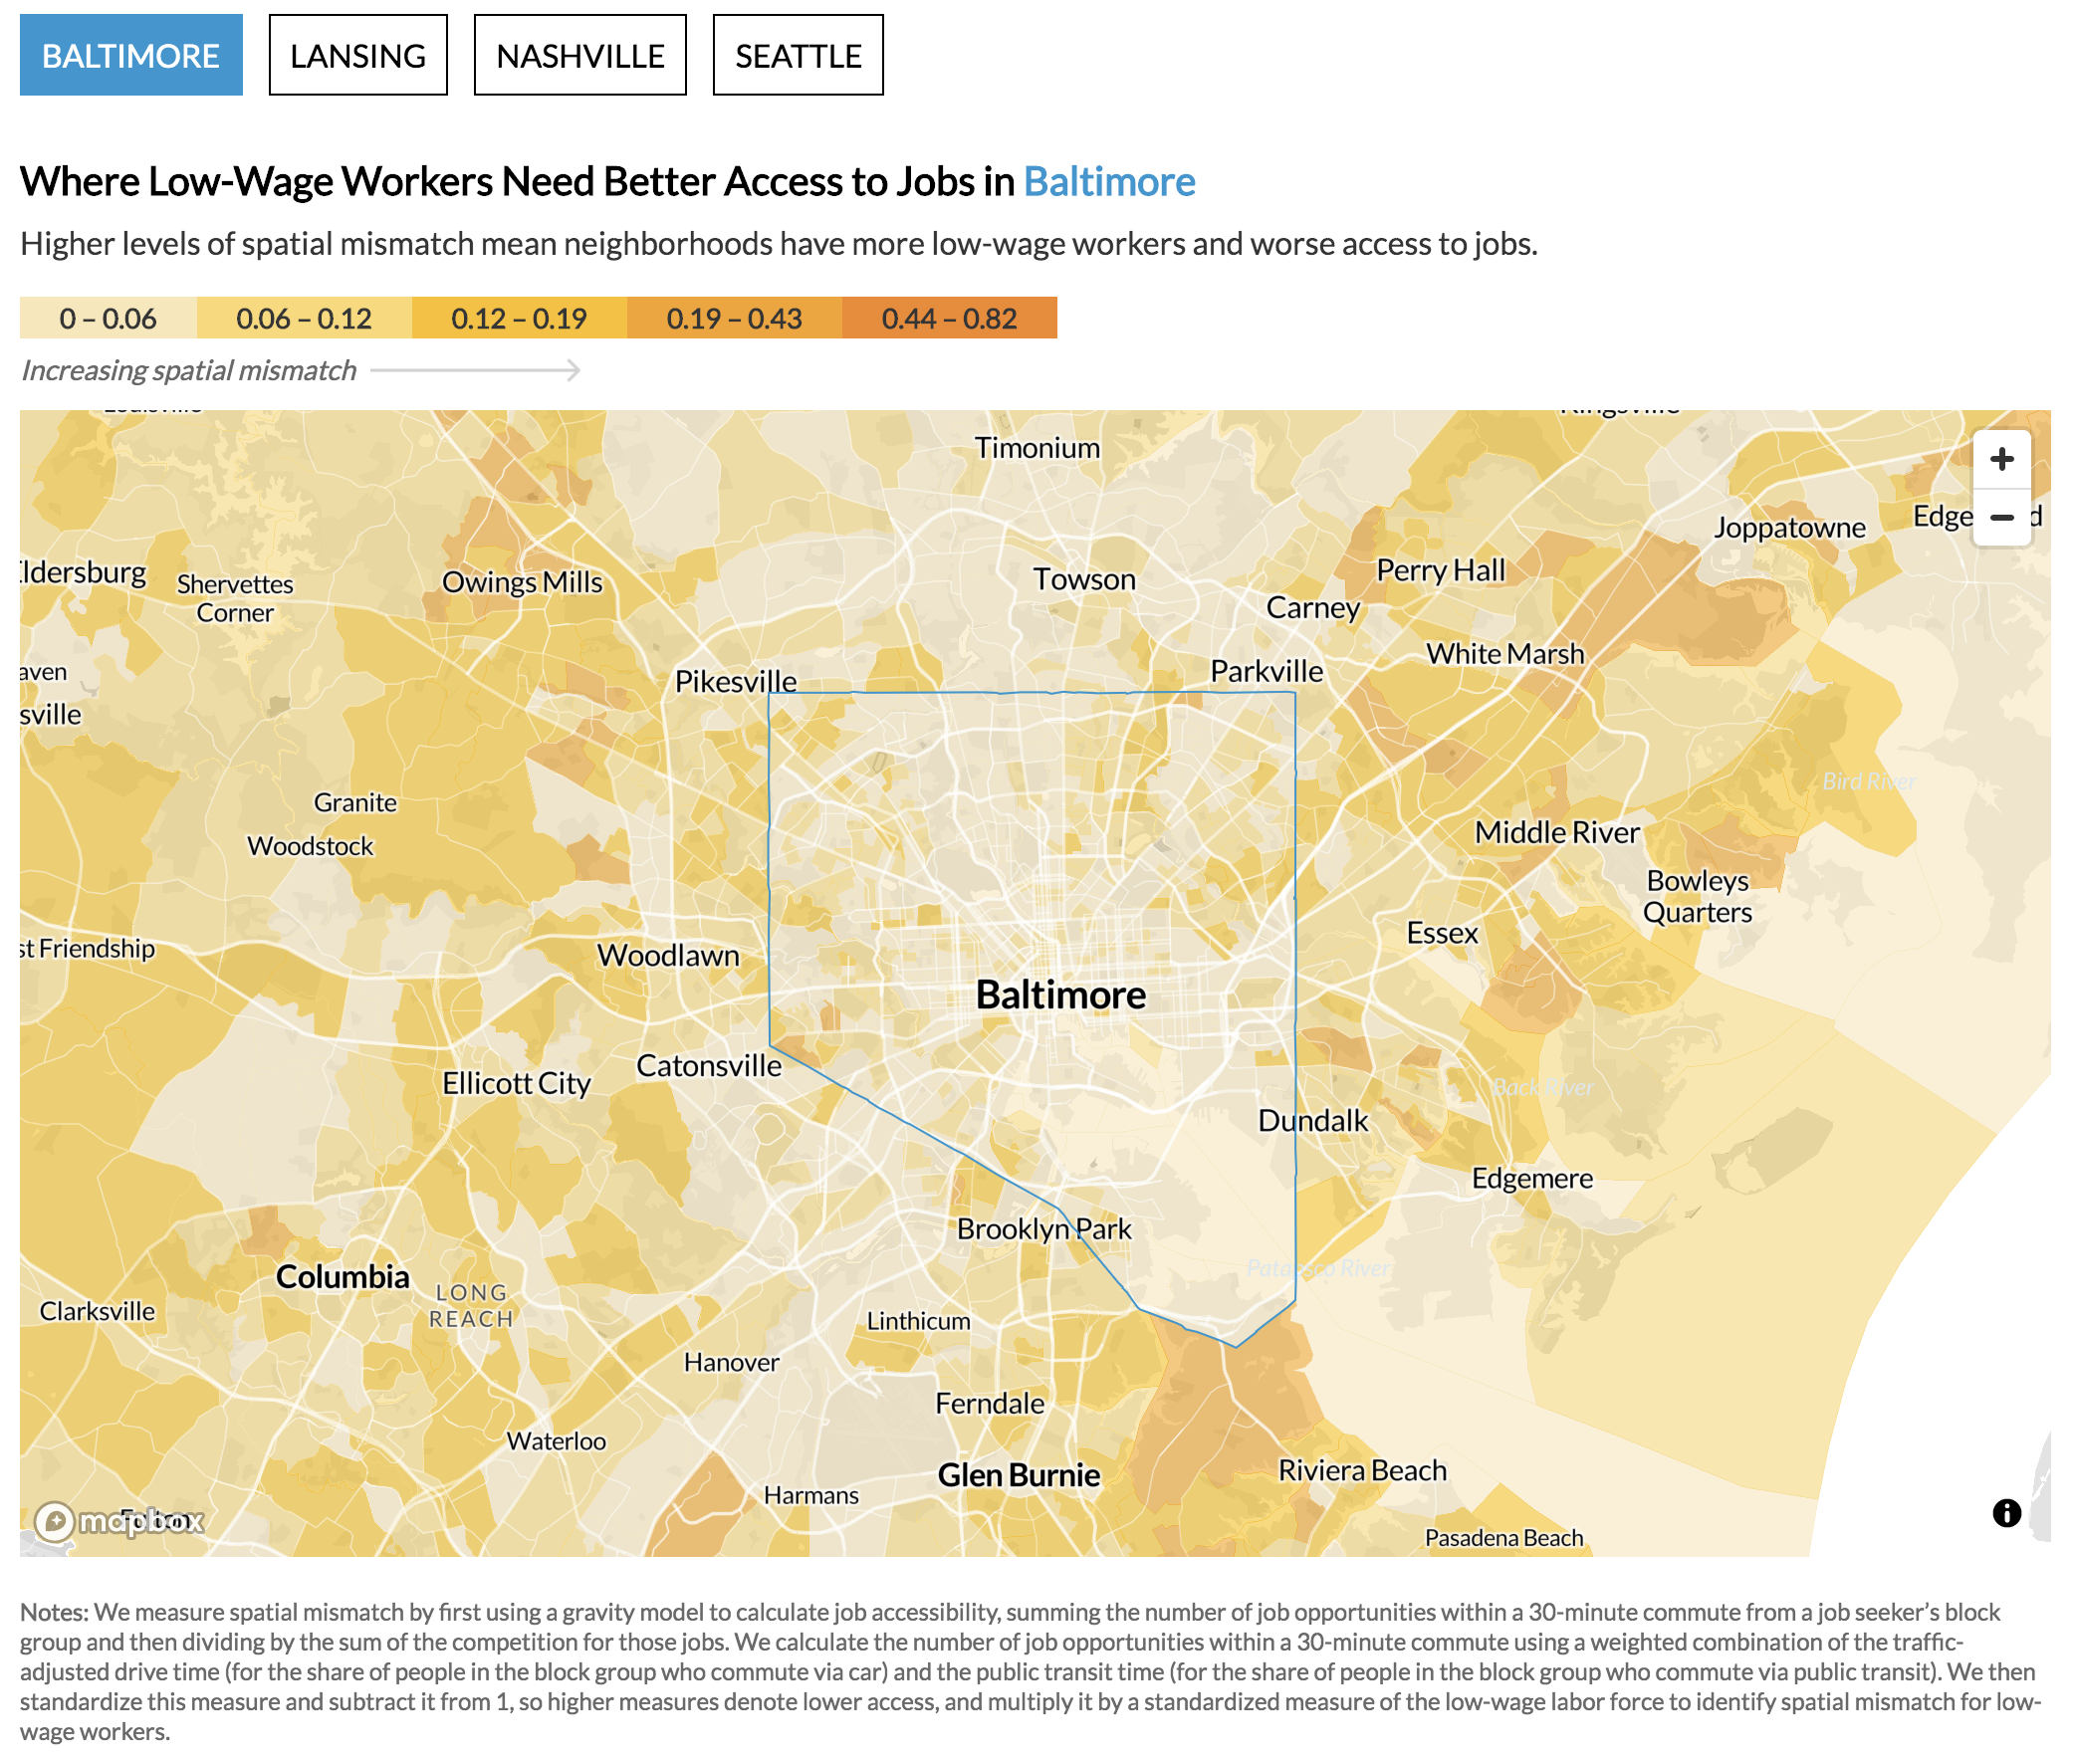 BALTIMORE
LANSING
NASHVILLE
SEATTLE
Where Low-Wage Workers Need Better Access to Jobs in Baltimore
Higher levels of spatial mismatch mean neighborhoods have more low-wage workers and worse access to jobs.
0 – 0.06
0.06 – 0.12
0.12 – 0.19
0.19 – 0.43
0.44 – 0.82
Increasing spatial mismatch
Timonium
+
−
Joppatowne
Shervettes
Corner
Owings Mills
Towson
Perry Hall
Carney
White Marsh
Parkville
Pikesville
Bird River
Granite
Woodstock
Middle River
Bowleys
Quarters
Essex
Woodlawn
Baltimore
Catonsville
Ellicott City
Back River
Dundalk
Edgemere
Brooklyn Park
Patapsco River
Columbia
LONG
REACH
Clarksville
Linthicum
Hanover
Ferndale
Waterloo
Glen Burnie
Riviera Beach
Harmans
mapbox
Pasadena Beach
Notes: We measure spatial mismatch by first using a gravity model to calculate job accessibility, summing the number of job opportunities within a 30-minute commute from a job seeker’s block
group and then dividing by the sum of the competition for those jobs. We calculate the number of job opportunities within a 30-minute commute using a weighted combination of the traffic-
adjusted drive time (for the share of people in the block group who commute via car) and the public transit time (for the share of people in the block group who commute via public transit). We then
standardize this measure and subtract it from 1, so higher measures denote lower access, and multiply it by a standardized measure of the low-wage labor force to identify spatial mismatch for low-
wage workers.